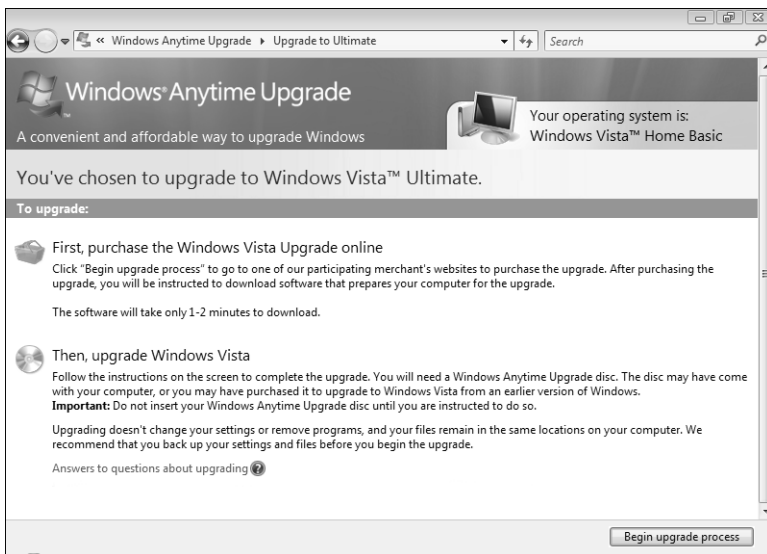 « Windows Anytime Upgrade ▸ Upgrade to Ultimate
Search
Windows® Anytime Upgrade
™
A convenient and affordable way to upgrade Windows
Your operating system is:
Windows Vista™ Home Basic
You've chosen to upgrade to Windows Vista™ Ultimate.
To upgrade:
First, purchase the Windows Vista Upgrade online
Click "Begin upgrade process" to go to one of our participating merchant's websites to purchase the upgrade. After purchasing the
upgrade, you will be instructed to download software that prepares your computer for the upgrade.
The software will take only 1-2 minutes to download.
Then, upgrade Windows Vista
Follow the instructions on the screen to complete the upgrade. You will need a Windows Anytime Upgrade disc. The disc may have come
with your computer, or you may have purchased it to upgrade to Windows Vista from an earlier version of Windows.
Important: Do not insert your Windows Anytime Upgrade disc until you are instructed to do so.
Upgrading doesn't change your settings or remove programs, and your files remain in the same locations on your computer. We
recommend that you back up your settings and files before you begin the upgrade.
Answers to questions about upgrading
Begin upgrade process